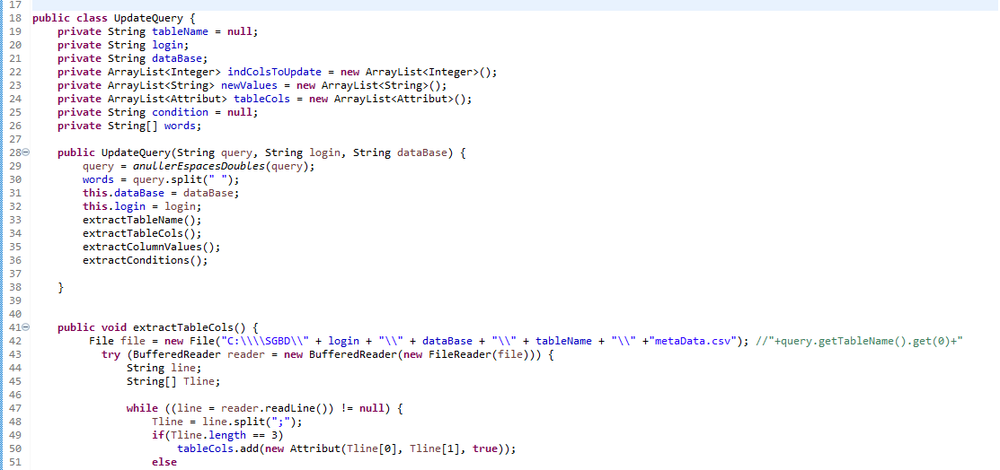 17
18 public class UpdateQuery {
19     private String tableName = null;
20     private String login;
21     private String dataBase;
22     private ArrayList<Integer> indColsToUpdate = new ArrayList<Integer>();
23     private ArrayList<String> newValues = new ArrayList<String>();
24     private ArrayList<Attribut> tableCols = new ArrayList<Attribut>();
25     private String condition = null;
26     private String[] words;
27
28     public UpdateQuery(String query, String login, String dataBase) {
29         query = anullerEspacesDoubles(query);
30         words = query.split(" ");
31         this.dataBase = dataBase;
32         this.login = login;
33         extractTableName();
34         extractTableCols();
35         extractColumnValues();
36         extractConditions();
37
38     }
39
40
41     public void extractTableCols() {
42          File file = new File("C:\\\\SGBD\\" + login + "\\" + dataBase + "\\" + tableName + "\\" +"metaData.csv"); //"+query.getTableName().get(0)+"
43            try (BufferedReader reader = new BufferedReader(new FileReader(file))) {
44                String line;
45                String[] Tline;
46
47                while ((line = reader.readLine()) != null) {
48                    Tline = line.split(";");
49                    if(Tline.length == 3)
50                        tableCols.add(new Attribut(Tline[0], Tline[1], true));
51                    else